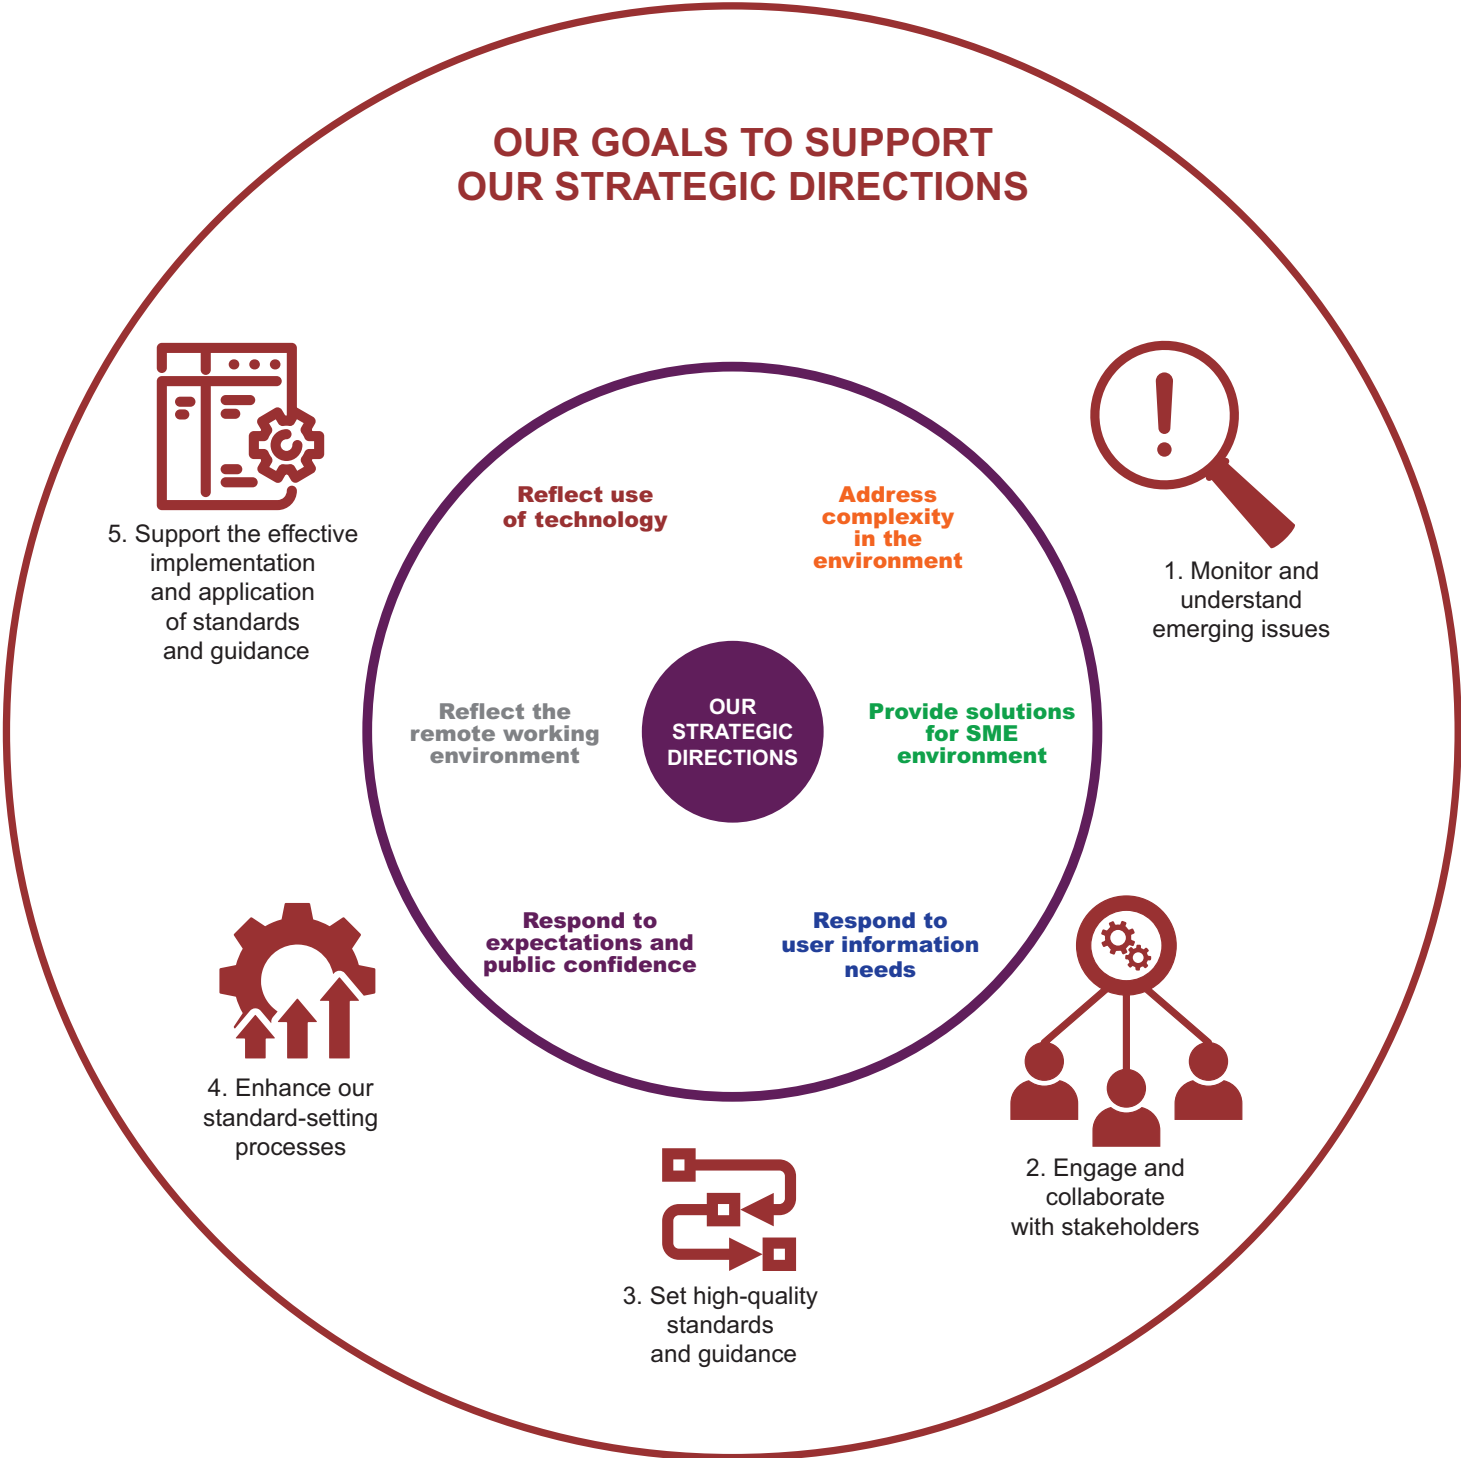 OUR GOALS TO SUPPORT
OUR STRATEGIC DIRECTIONS
1. Monitor and
understand
emerging issues
2. Engage and
collaborate
with stakeholders
3. Set high-quality
standards
and guidance
4. Enhance our
standard-setting
processes
5. Support the effective
implementation
and application
of standards
and guidance
OUR
STRATEGIC
DIRECTIONS
Address
complexity
in the
environment
Provide solutions
for SME
environment
Respond to
user information
needs
Respond to
expectations and
public confidence
Reflect the
remote working
environment
Reflect use
of technology